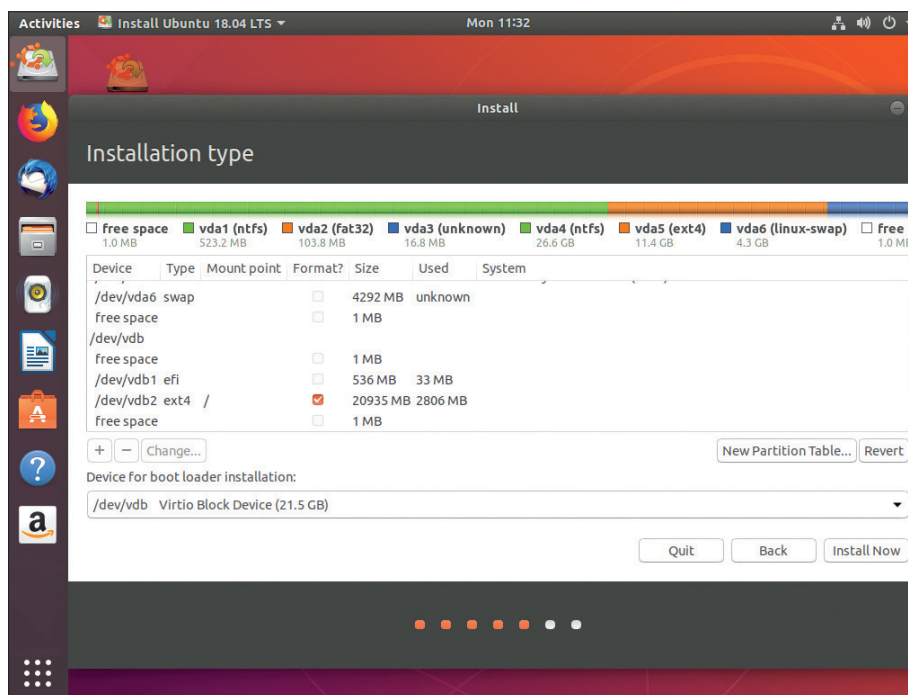 Activities Install Ubuntu 18.04 LTS Mon 11:32
Install
Installation type
free space vda1 (ntfs) vda2 (fat32) vda3 (unknown) vda4 (ntfs) vda5 (ext4) vda6 (linux-swap) free
1.0 MB 523.2 MB 103.8 MB 16.8 MB 26.6 GB 11.4 GB 4.3 GB 1.0 M
Device Type Mount point Format? Size Used System
/dev/vda6 swap 4292 MB unknown
free space 1 MB
/dev/vdb
free space 1 MB
/dev/vdb1 efi 536 MB 33 MB
/dev/vdb2 ext4 / 20935 MB 2806 MB
free space 1 MB
+ − Change... New Partition Table... Revert
Device for boot loader installation:
/dev/vdb Virtio Block Device (21.5 GB)
Quit Back Install Now